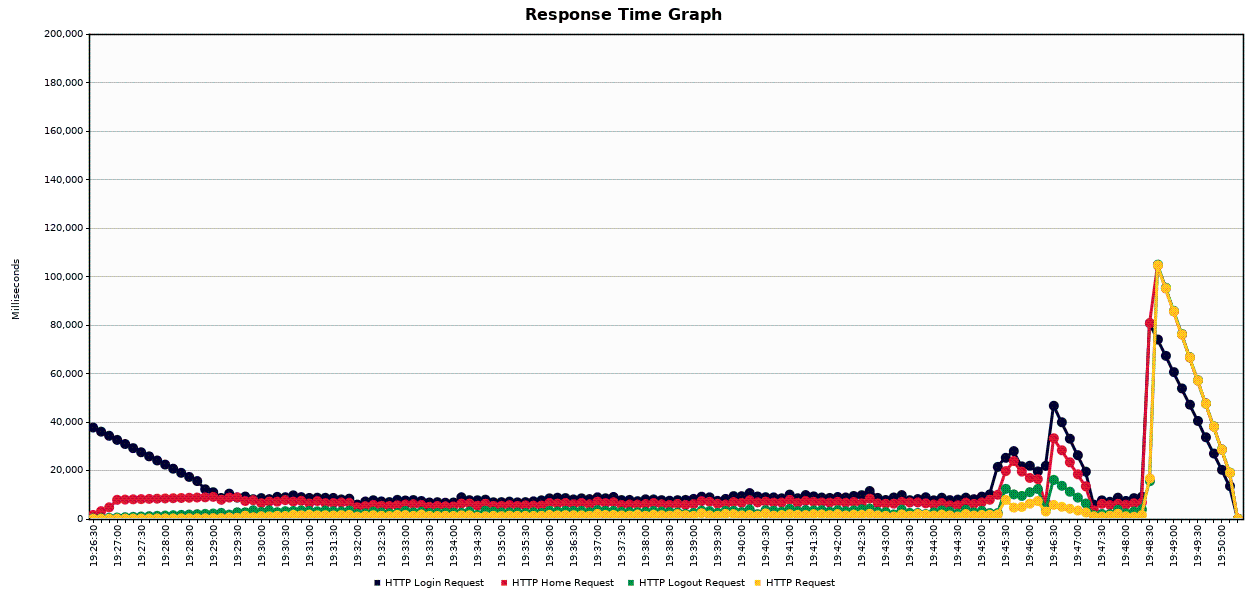 Response Time Graph
Milliseconds
200,000
180,000
160,000
140,000
120,000
100,000
80,000
60,000
40,000
20,000
0
19:26:30 19:27:00 19:27:30 19:28:00 19:28:30 19:29:00 19:29:30 19:30:00 19:30:30 19:31:00 19:31:30 19:32:00 19:32:30 19:33:00 19:33:30 19:34:00 19:34:30 19:35:00 19:35:30 19:36:00 19:36:30 19:37:00 19:37:30 19:38:00 19:38:30 19:39:00 19:39:30 19:40:00 19:40:30 19:41:00 19:41:30 19:42:00 19:42:30 19:43:00 19:43:30 19:44:00 19:44:30 19:45:00 19:45:30 19:46:00 19:46:30 19:47:00 19:47:30 19:48:00 19:48:30 19:49:00 19:49:30 19:50:00
HTTP Login Request HTTP Home Request HTTP Logout Request HTTP Request